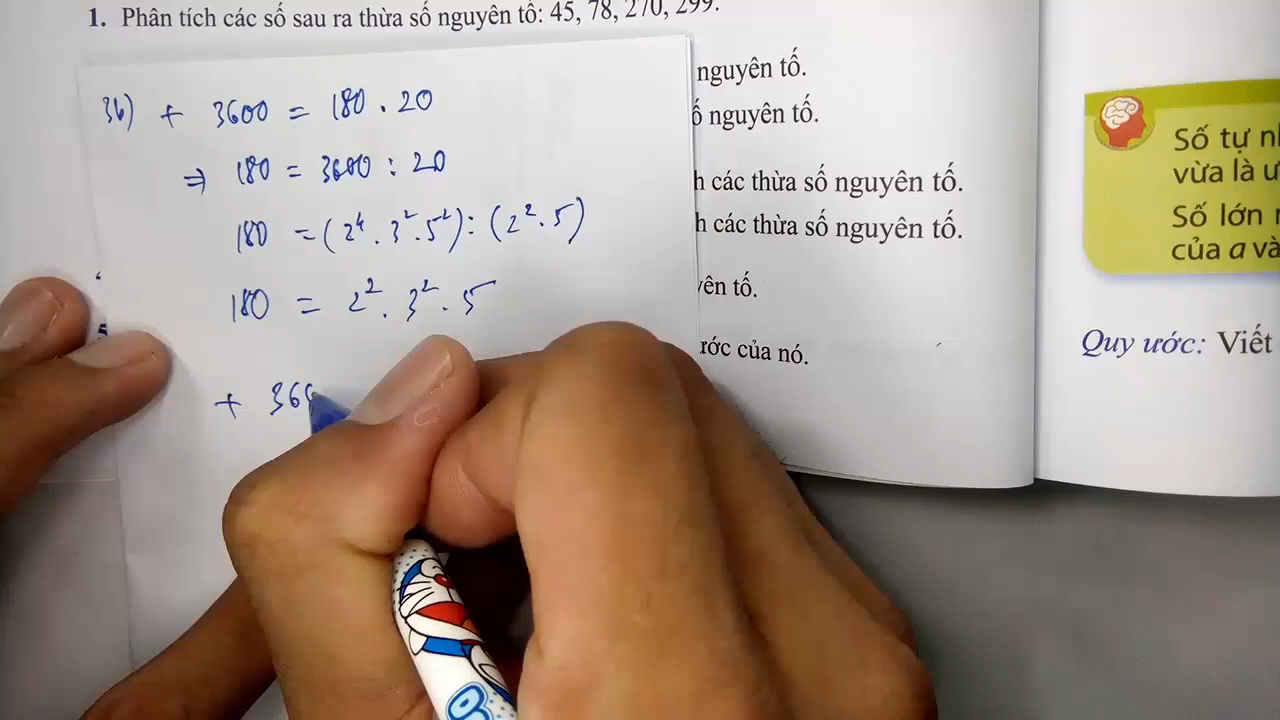 1. Phân tích các số sau ra thừa số nguyên tố: 45, 78, 270, 299.
nguyên tố.
ố nguyên tố.
h các thừa số nguyên tố.
h các thừa số nguyên tố.
yên tố.
rớc của nó.
3b) + 3600 = 180 . 20
⇒ 180 = 3600 : 20
180 = (2⁴ . 3² . 5²) : (2² . 5)
180 = 2² . 3² . 5
+ 360
Số tự n
vừa là ư
Số lớn
của a và
Quy ước: Viết